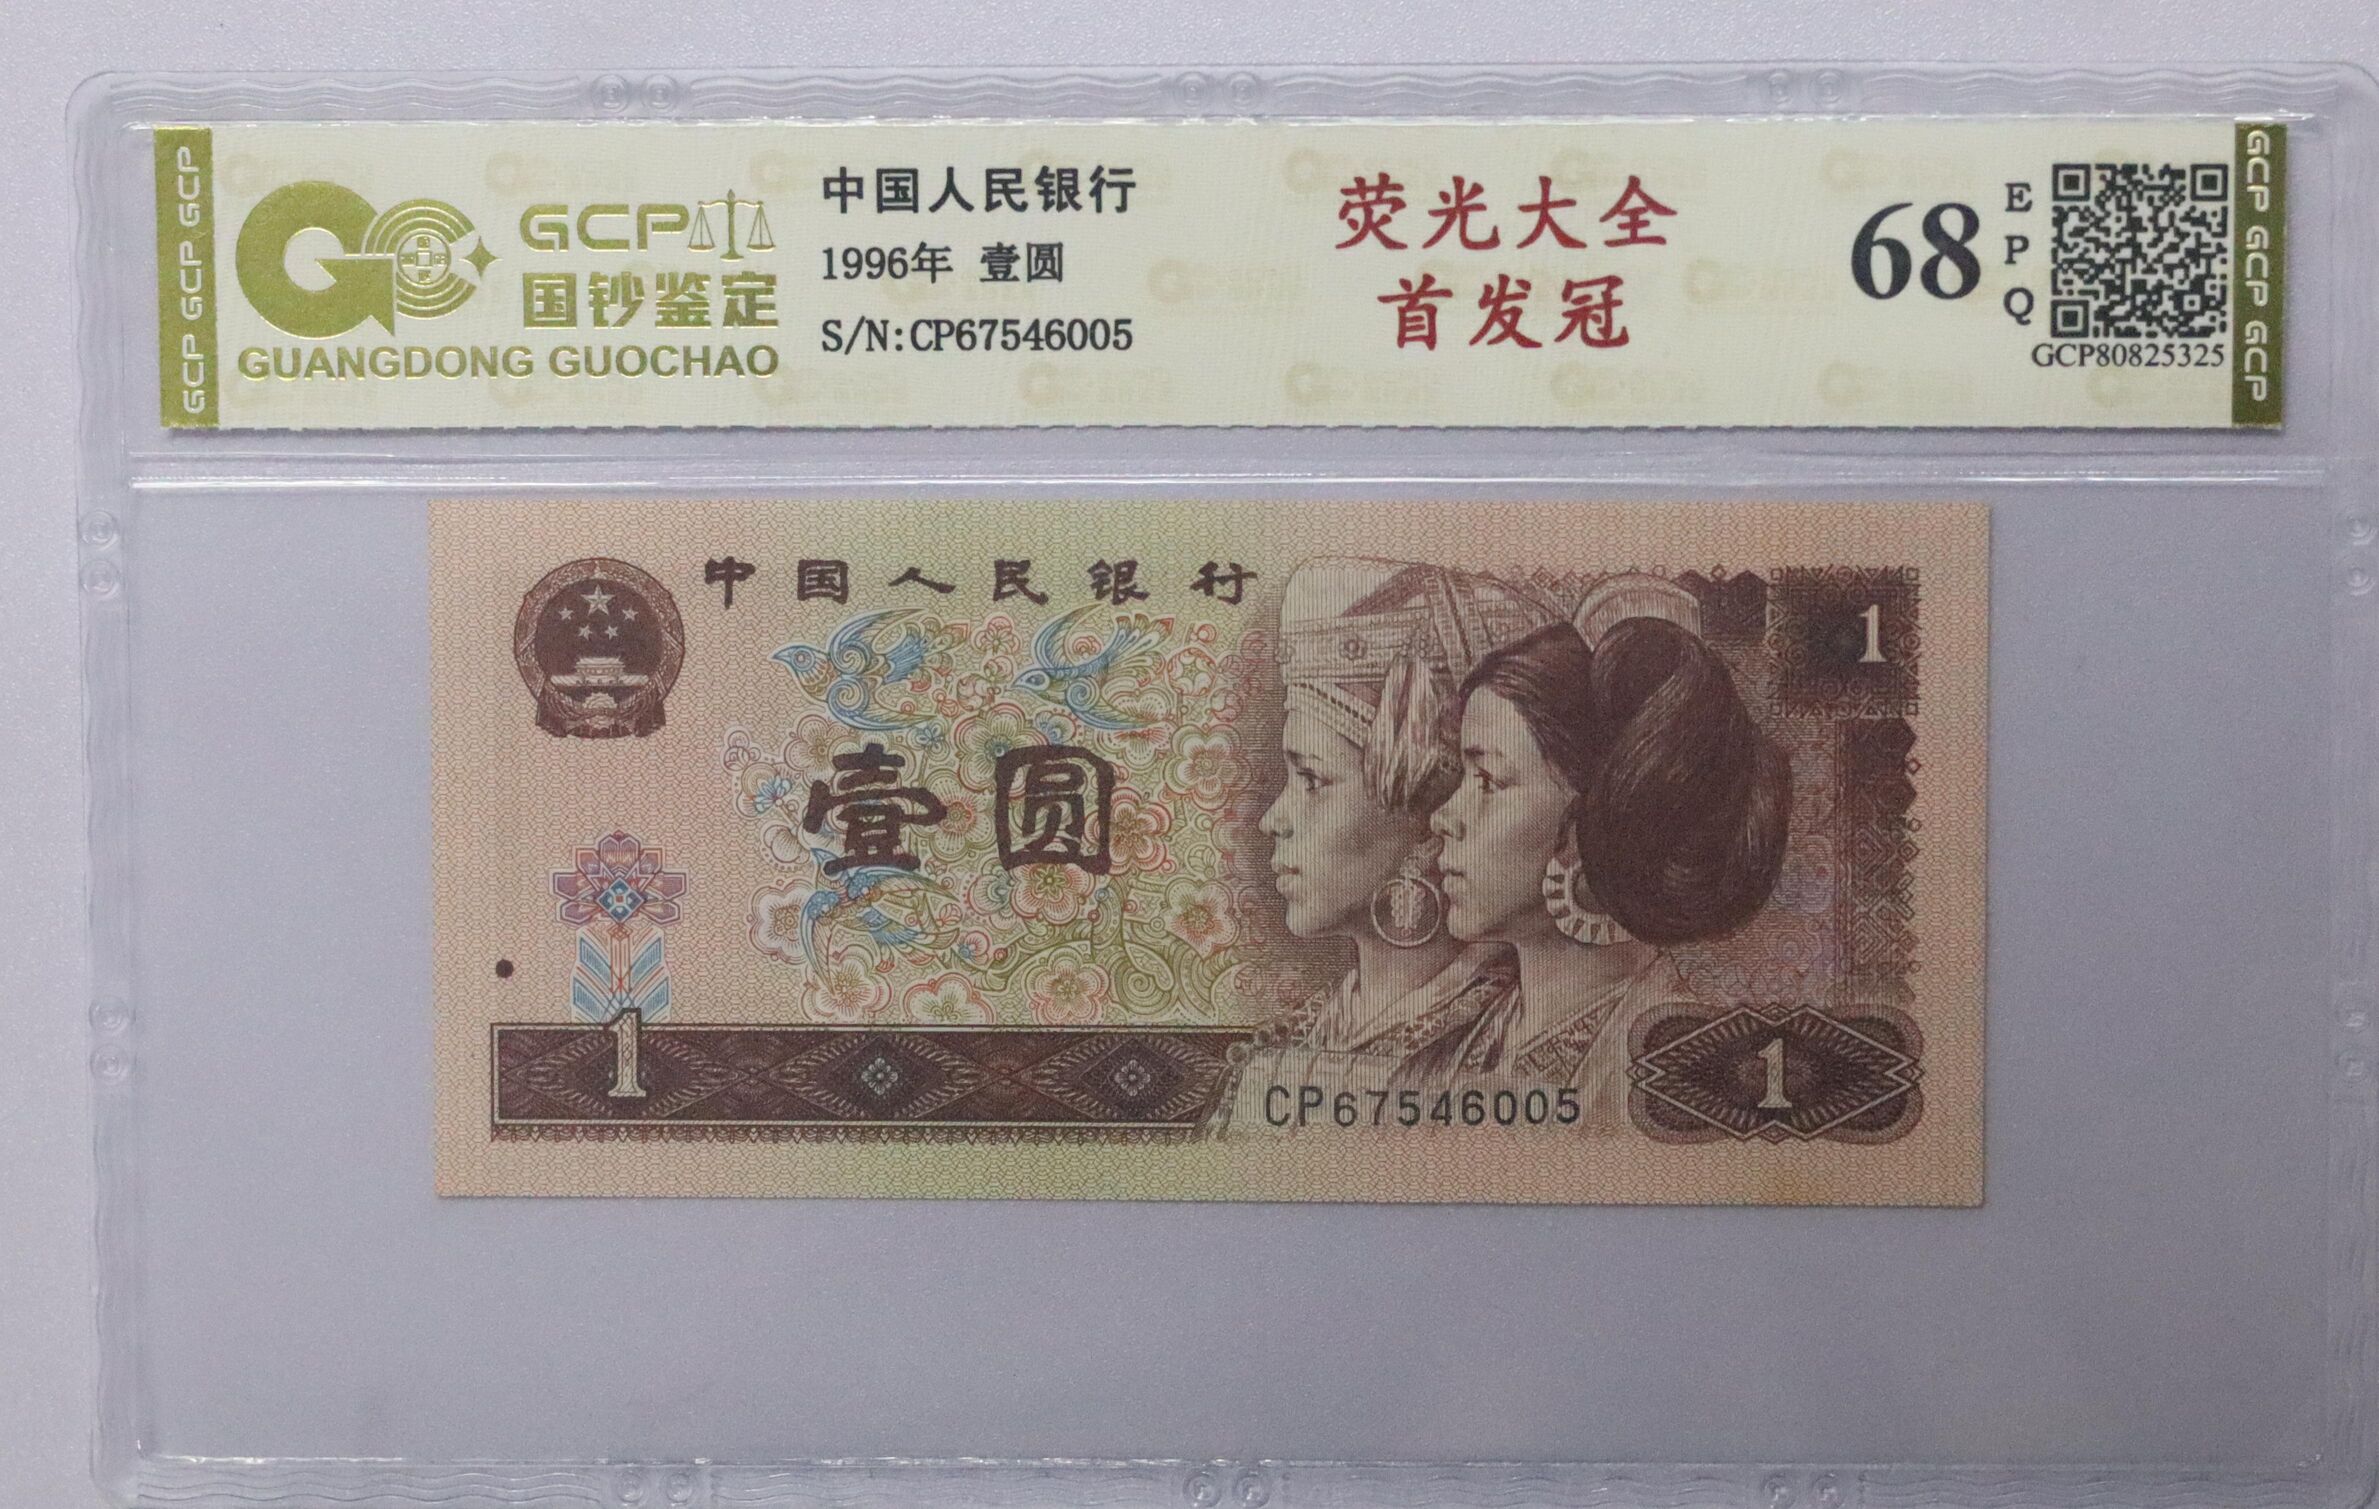 GCP GCP GCP
GCP
国钞鉴定
GUANGDONG GUOCHAO
中国人民银行
1996年 壹圆
S/N:CP67546005
荧光大全
首发冠
68
EPQ
GCP80825325
GCP GCP GCP
中国人民银行
1
壹圆
1
1
CP67546005